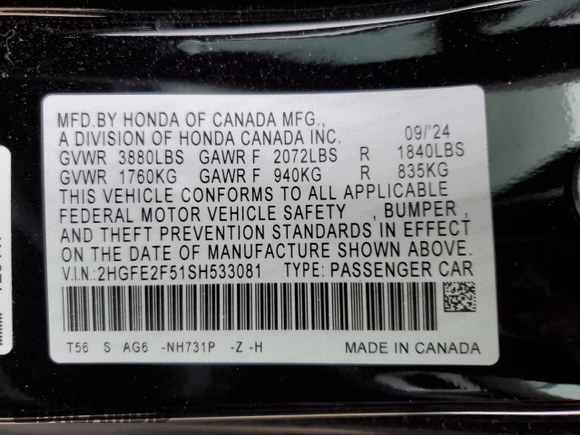 MFD.BY HONDA OF CANADA MFG.,
A DIVISION OF HONDA CANADA INC. 09/'24
GVWR 3880LBS GAWR F 2072LBS R 1840LBS
GVWR 1760KG GAWR F 940KG R 835KG
THIS VEHICLE CONFORMS TO ALL APPLICABLE
FEDERAL MOTOR VEHICLE SAFETY , BUMPER ,
AND THEFT PREVENTION STANDARDS IN EFFECT
ON THE DATE OF MANUFACTURE SHOWN ABOVE.
V.I.N.:2HGFE2F51SH533081 TYPE: PASSENGER CAR
T56 S AG6 -NH731P -Z -H MADE IN CANADA